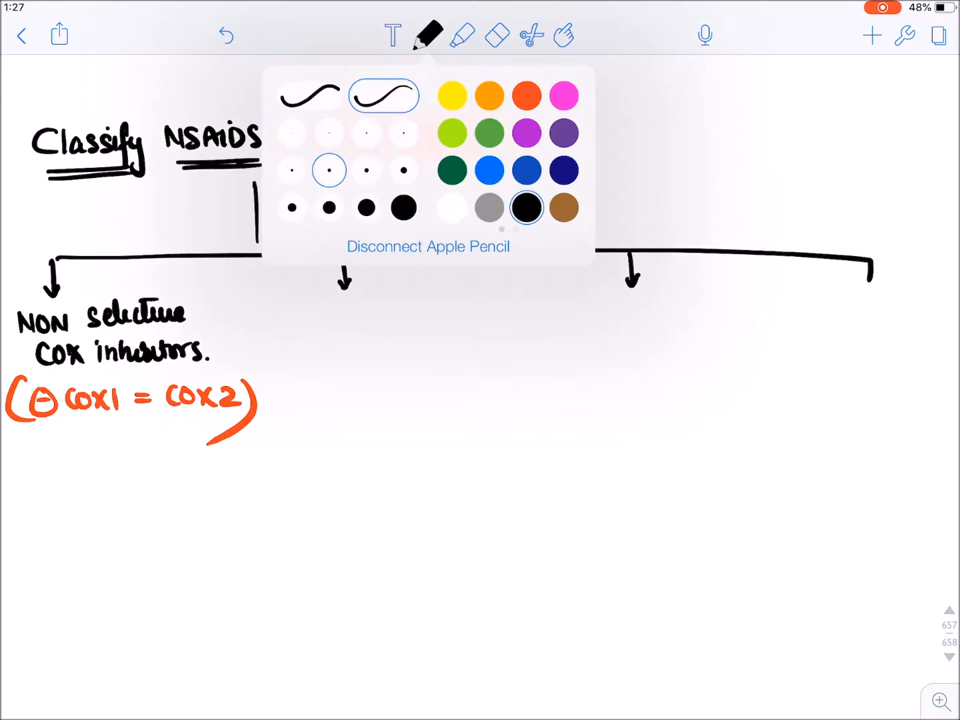 1:27
48%
T
Classify NSAIDS
Disconnect Apple Pencil
NON selective
COX inhibitors.
(⊖ COX1 = COX2)
657
658